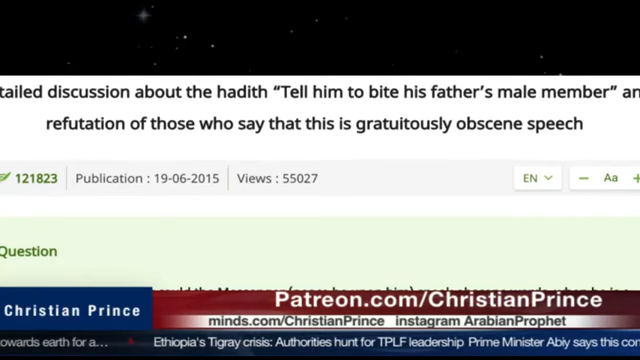 tailed discussion about the hadith “Tell him to bite his father’s male member” an
refutation of those who say that this is gratuitously obscene speech
121823 Publication : 19-06-2015 Views : 55027 EN Aa
Question
Patreon.com/ChristianPrince
Christian Prince
minds.com/ChristianPrince instagram ArabianProphet
towards earth for a... Ethiopia's Tigray crisis: Authorities hunt for TPLF leadership Prime Minister Abiy says this con